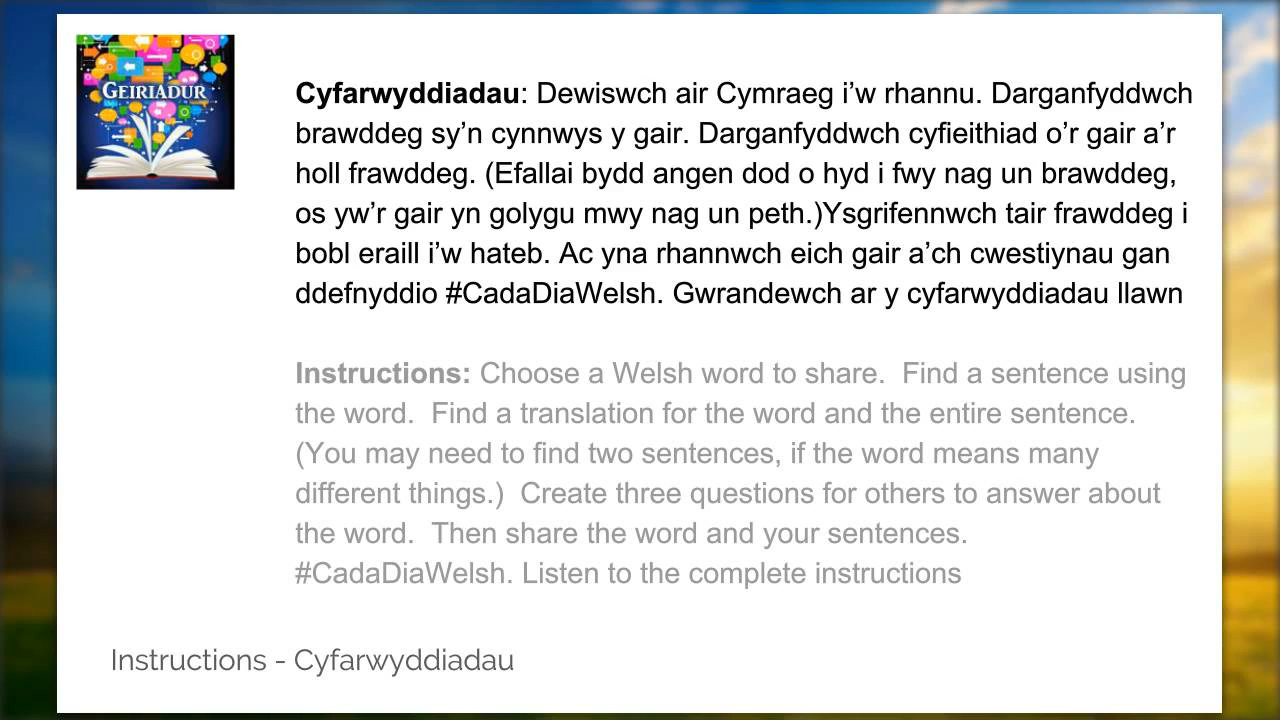 GEIRIADUR
Cyfarwyddiadau: Dewiswch air Cymraeg i’w rhannu. Darganfyddwch
brawddeg sy’n cynnwys y gair. Darganfyddwch cyfieithiad o’r gair a’r
holl frawddeg. (Efallai bydd angen dod o hyd i fwy nag un brawddeg,
os yw’r gair yn golygu mwy nag un peth.)Ysgrifennwch tair frawddeg i
bobl eraill i’w hateb. Ac yna rhannwch eich gair a’ch cwestiynau gan
ddefnyddio #CadaDiaWelsh. Gwrandewch ar y cyfarwyddiadau llawn
Instructions: Choose a Welsh word to share.  Find a sentence using
the word.  Find a translation for the word and the entire sentence.
(You may need to find two sentences, if the word means many
different things.)  Create three questions for others to answer about
the word.  Then share the word and your sentences.
#CadaDiaWelsh. Listen to the complete instructions
Instructions - Cyfarwyddiadau